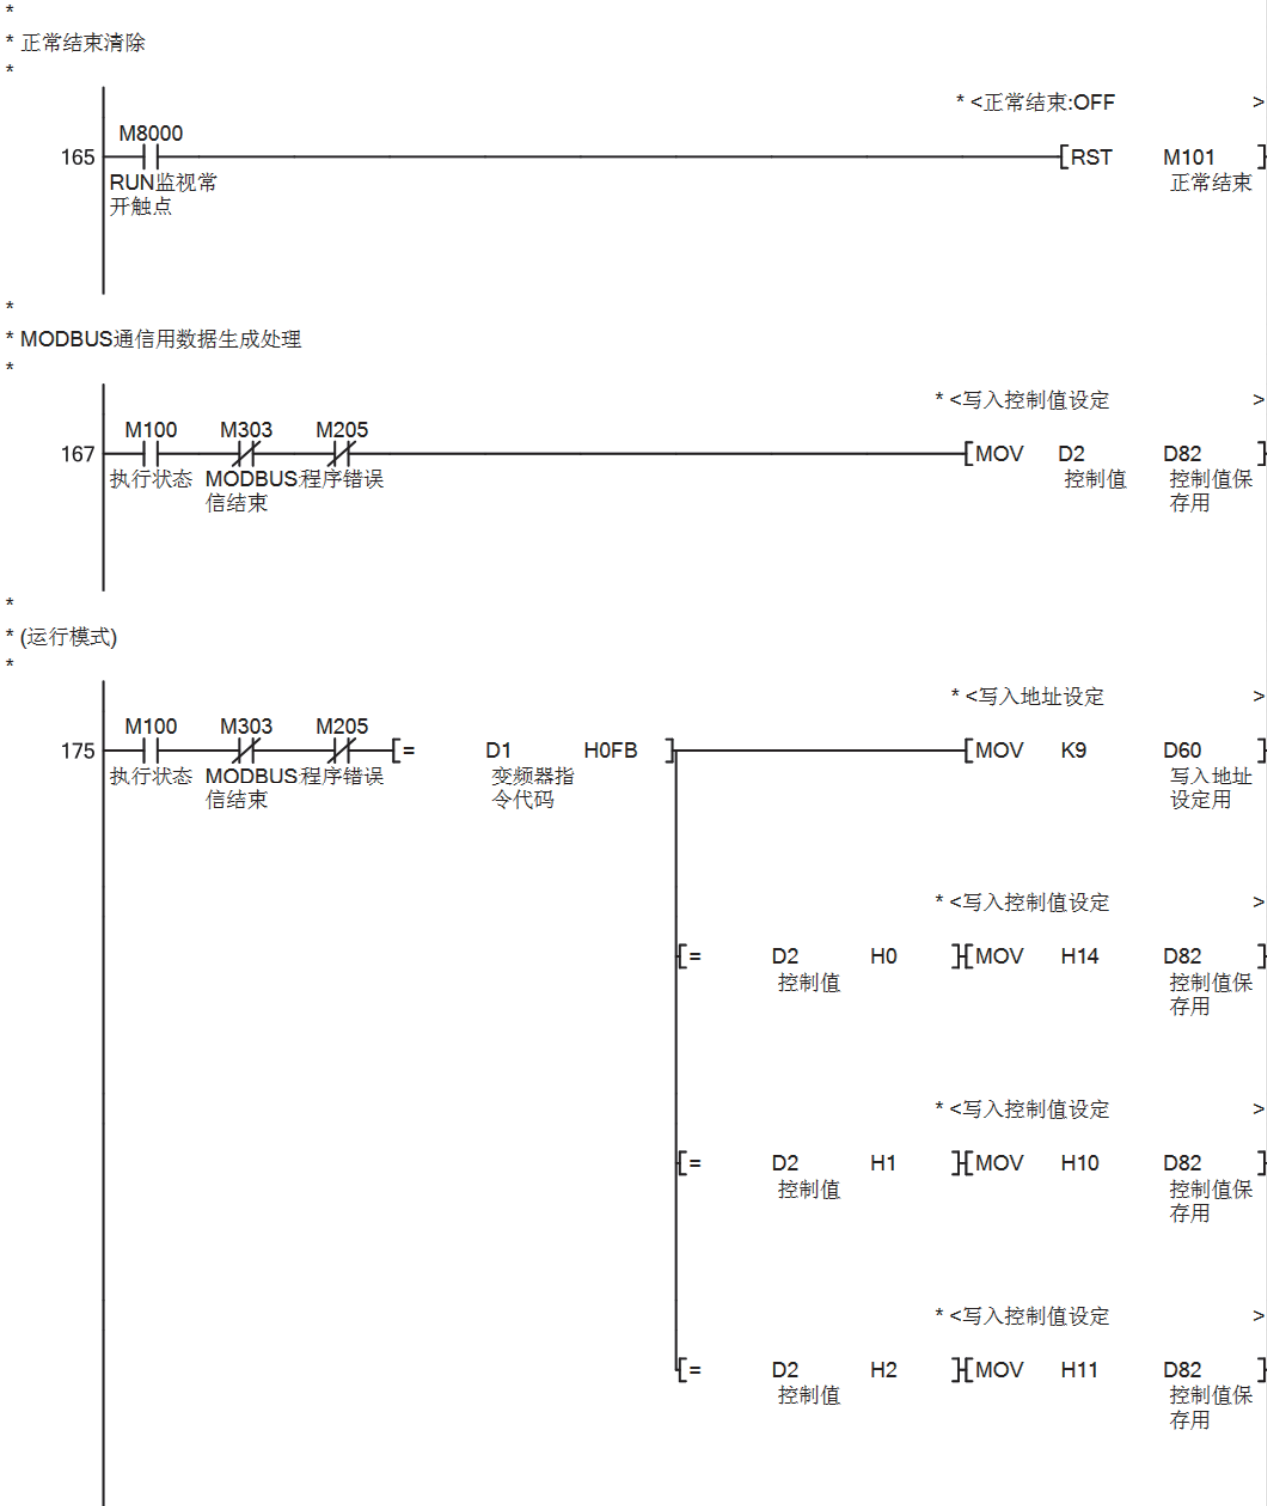 *
* 正常结束清除
*
* <正常结束:OFF >
M8000
165 [RST M101 ]
RUN监视常 正常结束
开触点
*
* MODBUS通信用数据生成处理
*
* <写入控制值设定 >
M100 M303 M205
167 [MOV D2 D82 ]
执行状态 MODBUS 程序错误 控制值 控制值保
信结束 存用
*
* (运行模式)
*
* <写入地址设定 >
M100 M303 M205
175 [= D1 H0FB ] [MOV K9 D60 ]
执行状态 MODBUS 程序错误 变频器指 写入地址
信结束 令代码 设定用
* <写入控制值设定 >
[= D2 H0 ][MOV H14 D82 ]
控制值 控制值保
存用
* <写入控制值设定 >
[= D2 H1 ][MOV H10 D82 ]
控制值 控制值保
存用
* <写入控制值设定 >
[= D2 H2 ][MOV H11 D82 ]
控制值 控制值保
存用